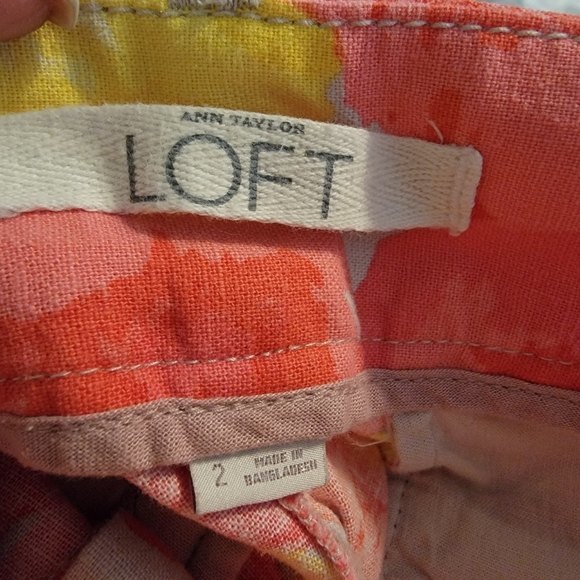 ANN TAYLOR
LOFT
2
MADE IN
BANGLADESH